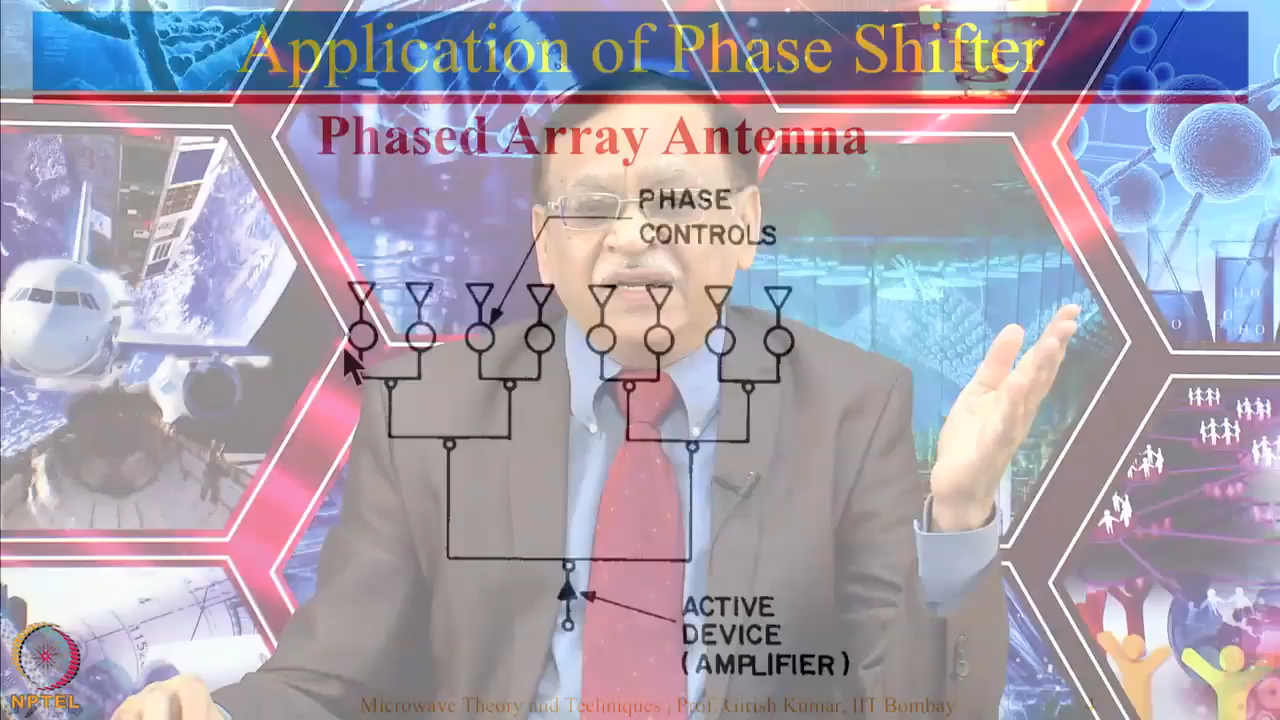 Application of Phase Shifter
Phased Array Antenna
PHASE
CONTROLS
ACTIVE
DEVICE
(AMPLIFIER)
NPTEL
Microwave Theory and Techniques | Prof. Girish Kumar, IIT Bombay